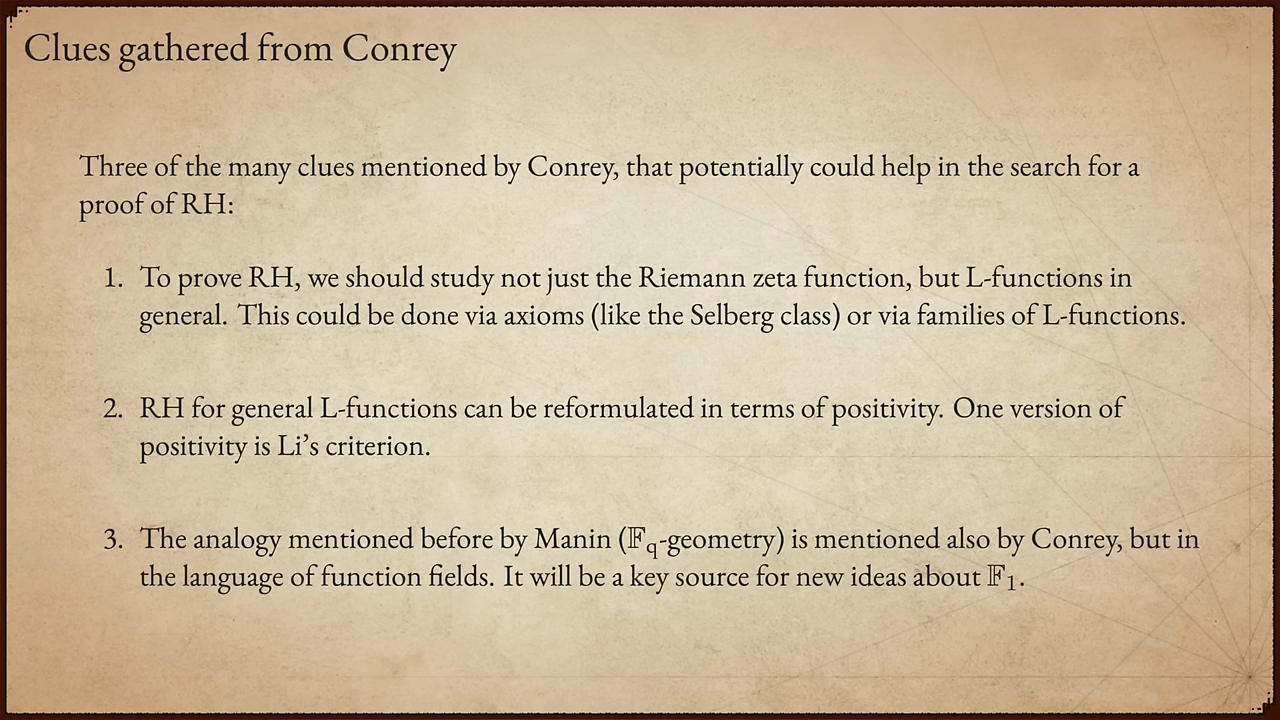 Clues gathered from Conrey
Three of the many clues mentioned by Conrey, that potentially could help in the search for a
proof of RH:
1. To prove RH, we should study not just the Riemann zeta function, but L-functions in
general. This could be done via axioms (like the Selberg class) or via families of L-functions.
2. RH for general L-functions can be reformulated in terms of positivity. One version of
positivity is Li’s criterion.
3. The analogy mentioned before by Manin (𝔽q-geometry) is mentioned also by Conrey, but in
the language of function fields. It will be a key source for new ideas about 𝔽₁.